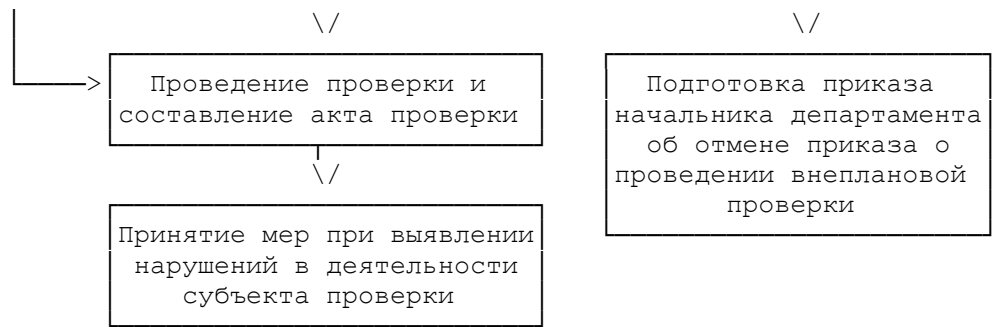 Проведение проверки и
составление акта проверки
Подготовка приказа
начальника департамента
об отмене приказа о
проведении внеплановой
проверки
Принятие мер при выявлении
нарушений в деятельности
субъекта проверки